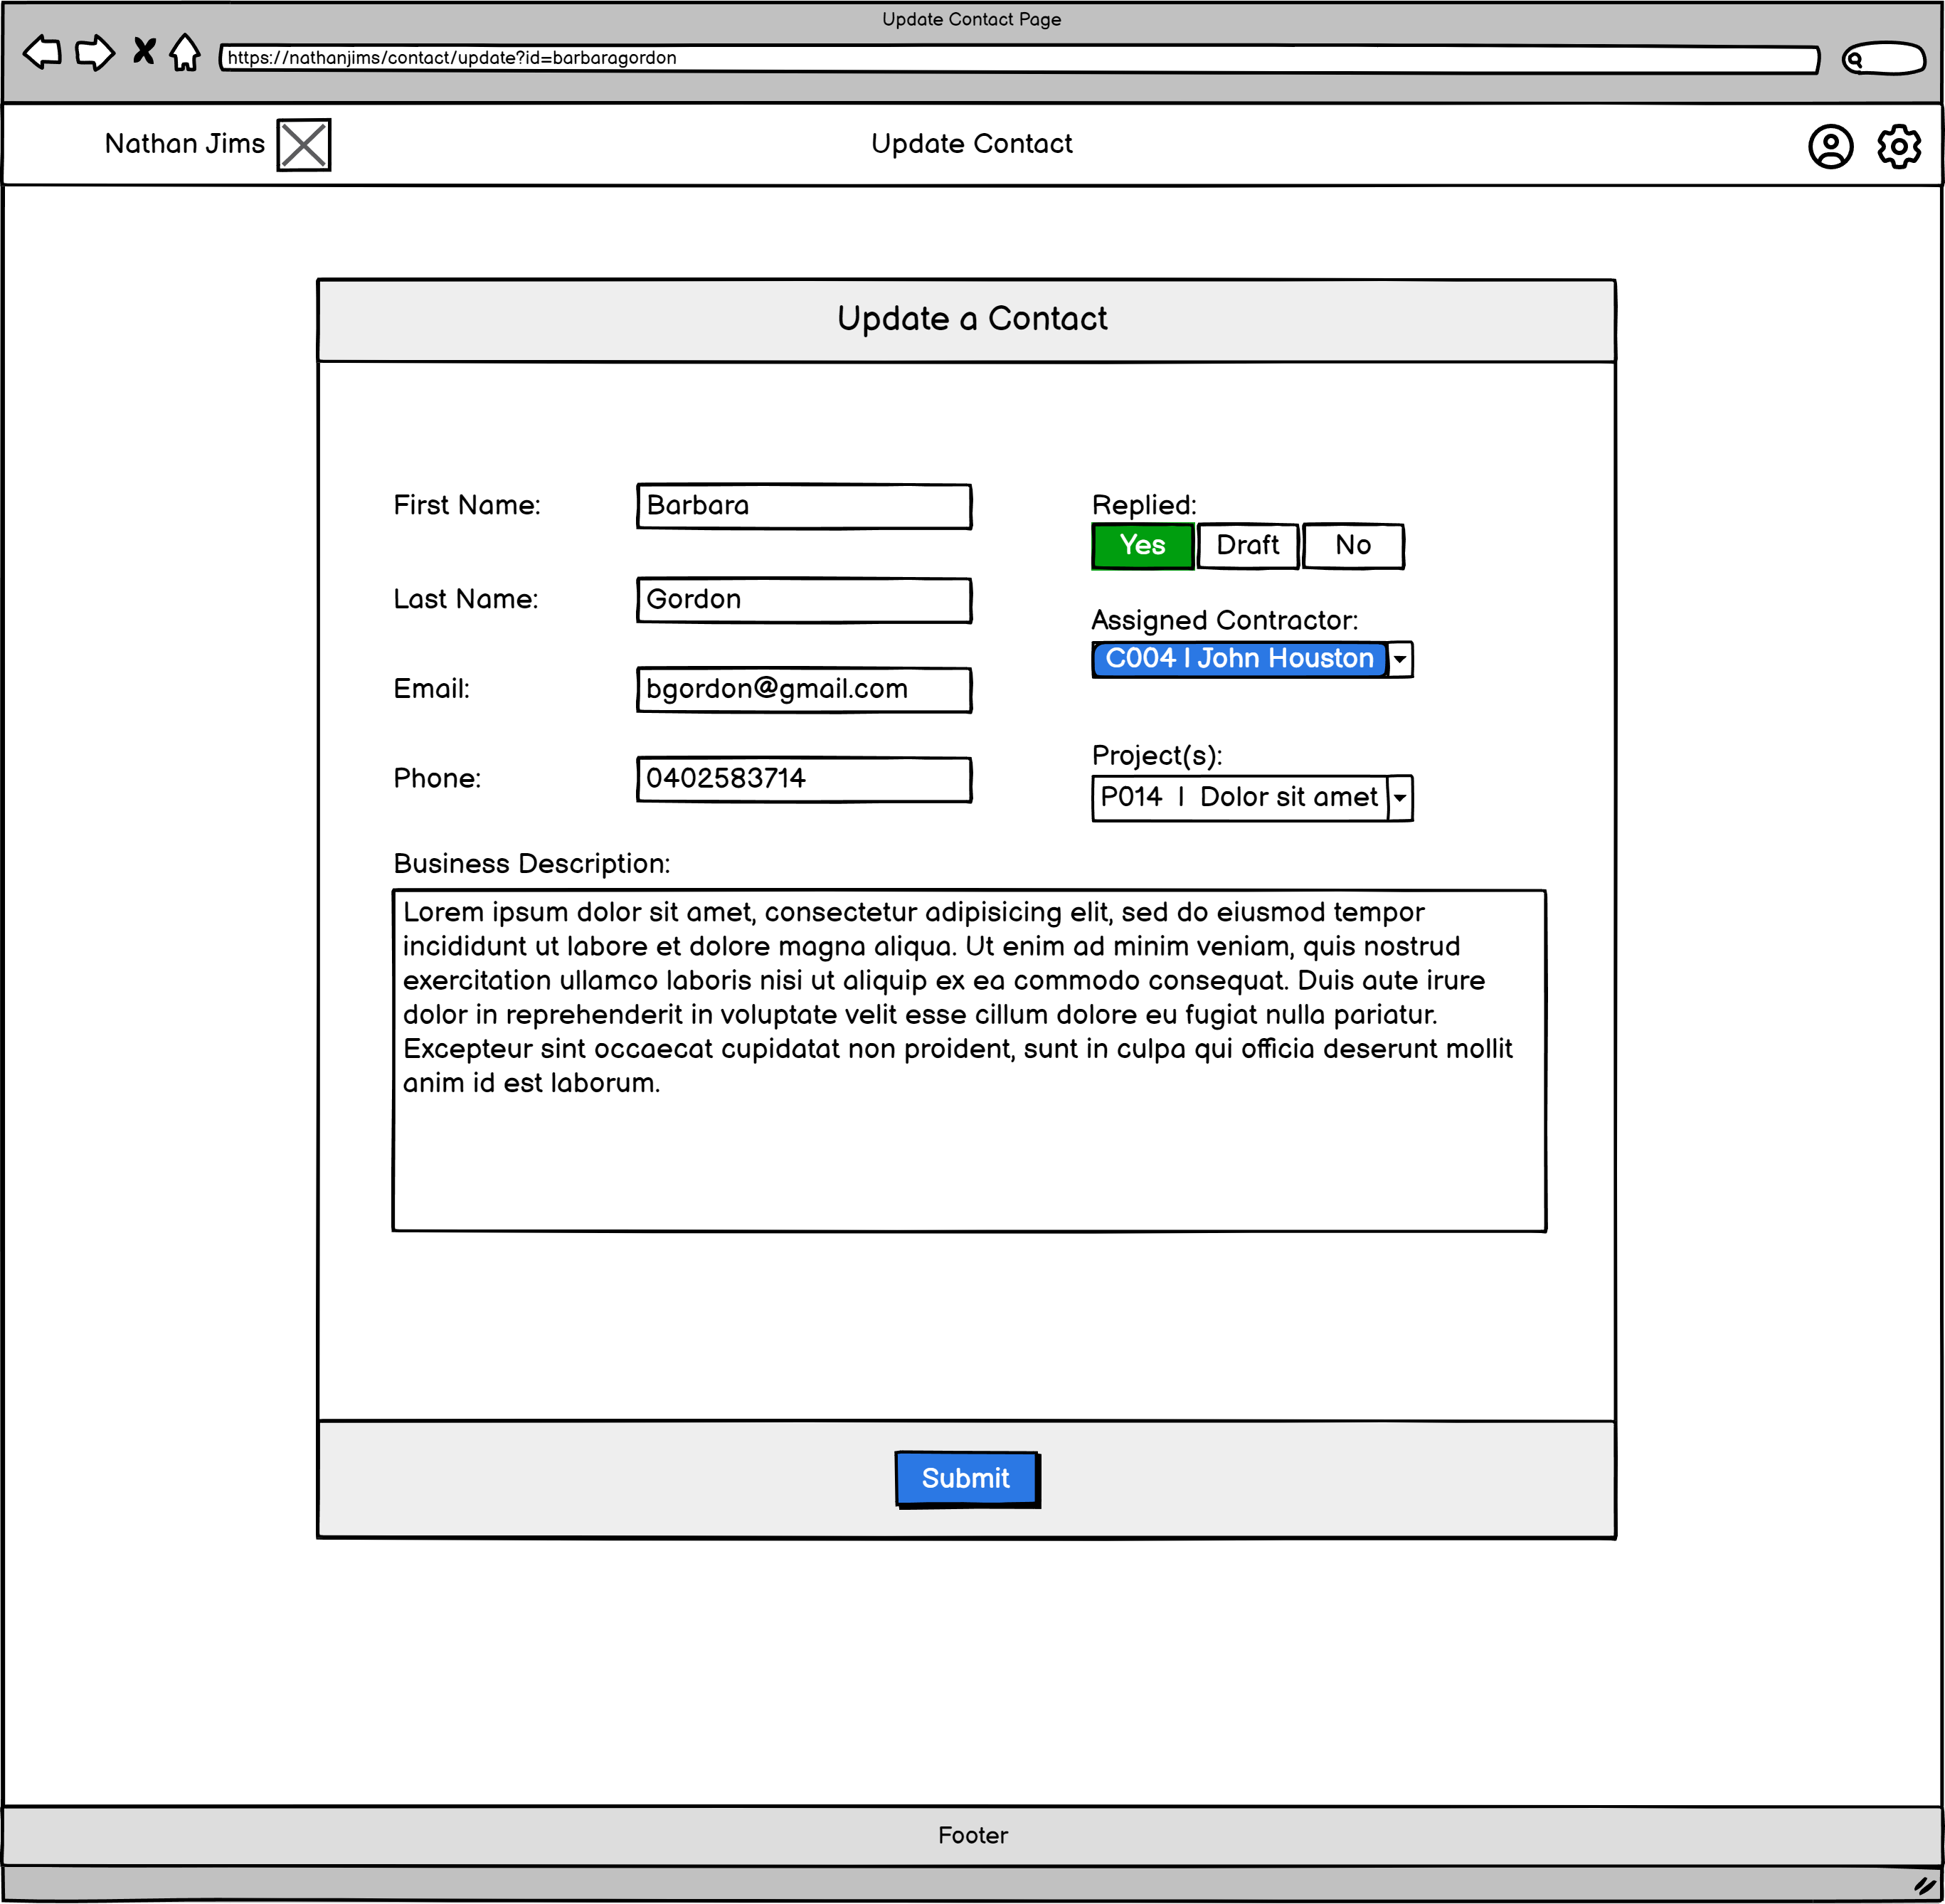 Update Contact Page
https://nathanjims/contact/update?id=barbaragordon
Nathan Jims
Update Contact
Update a Contact
First Name:
Barbara
Last Name:
Gordon
Email:
bgordon@gmail.com
Phone:
0402583714
Replied:
Yes Draft No
Assigned Contractor:
C004 | John Houston
Project(s):
P014 | Dolor sit amet
Business Description:
Lorem ipsum dolor sit amet, consectetur adipisicing elit, sed do eiusmod tempor
incididunt ut labore et dolore magna aliqua. Ut enim ad minim veniam, quis nostrud
exercitation ullamco laboris nisi ut aliquip ex ea commodo consequat. Duis aute irure
dolor in reprehenderit in voluptate velit esse cillum dolore eu fugiat nulla pariatur.
Excepteur sint occaecat cupidatat non proident, sunt in culpa qui officia deserunt mollit
anim id est laborum.
Submit
Footer